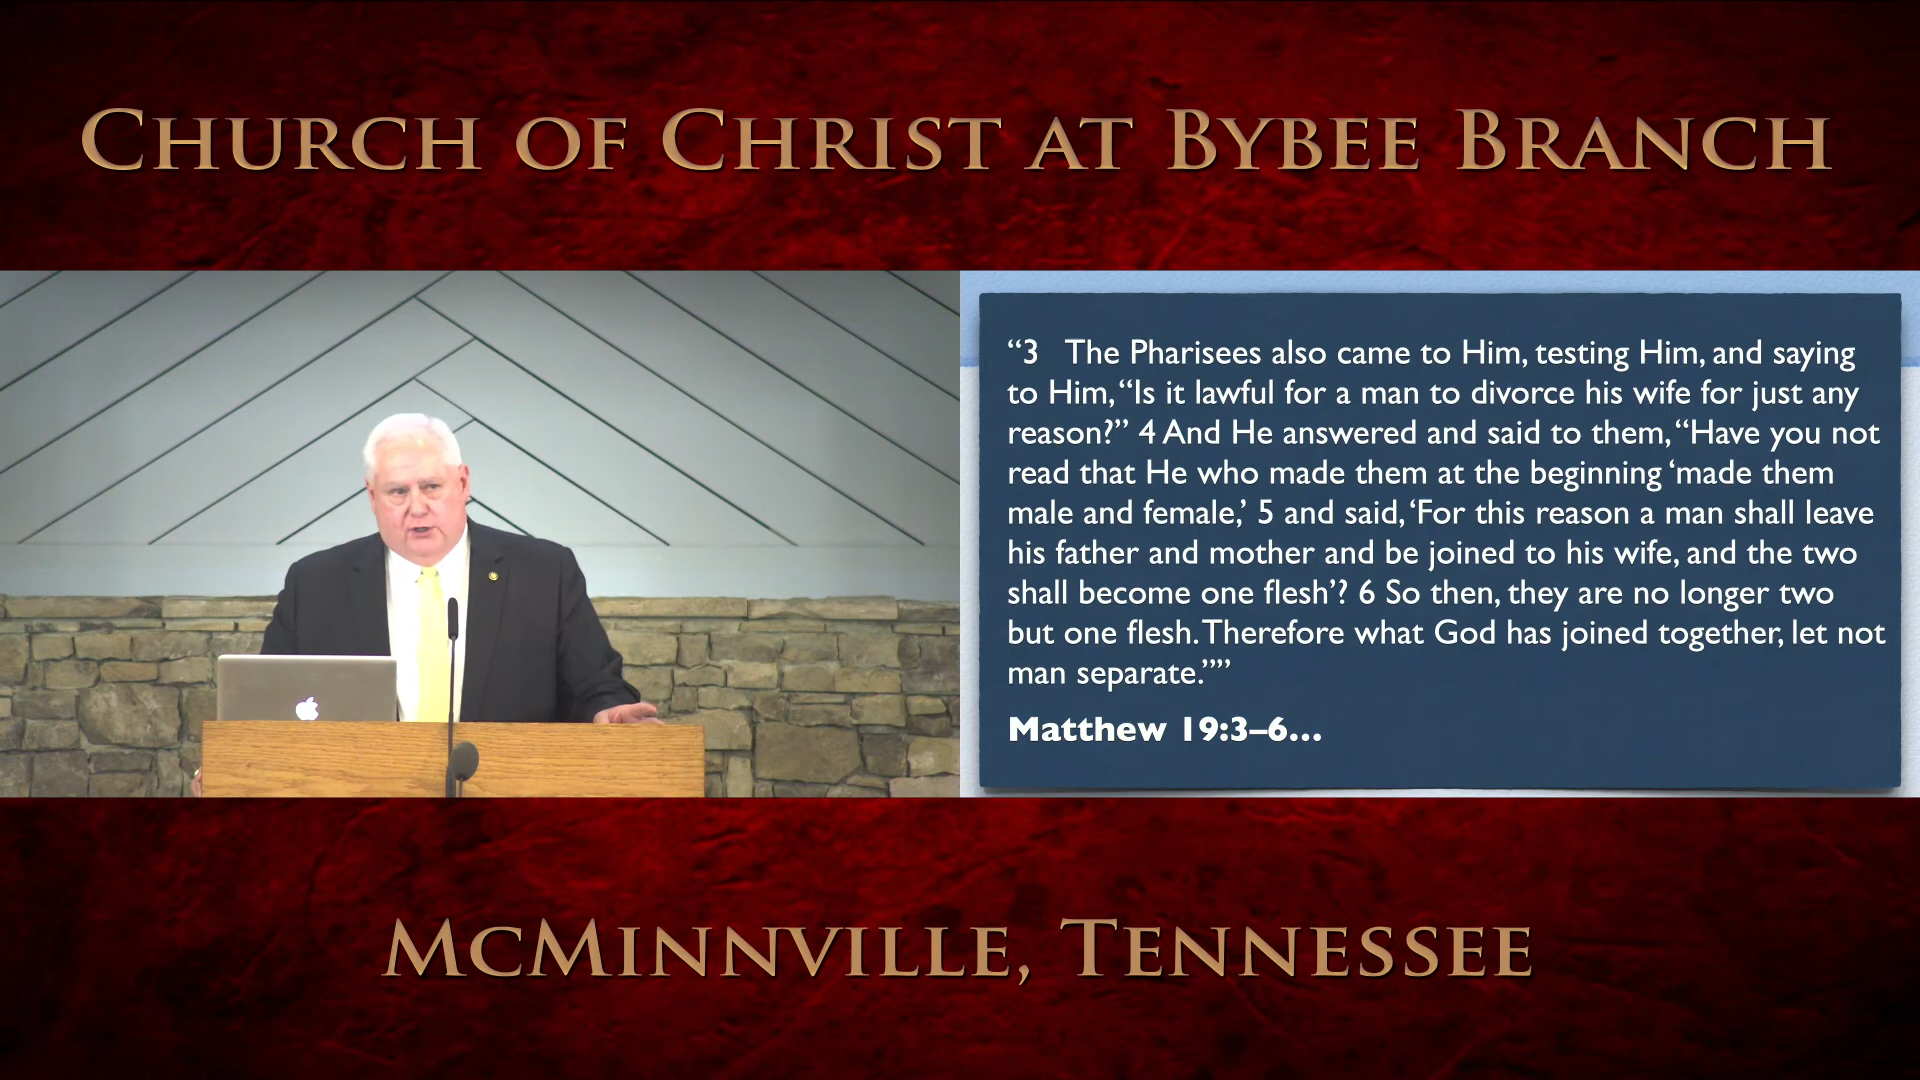 CHURCH OF CHRIST AT BYBEE BRANCH
“3 The Pharisees also came to Him, testing Him, and saying
to Him, “Is it lawful for a man to divorce his wife for just any
reason?” 4 And He answered and said to them, “Have you not
read that He who made them at the beginning ‘made them
male and female,’ 5 and said, ‘For this reason a man shall leave
his father and mother and be joined to his wife, and the two
shall become one flesh’? 6 So then, they are no longer two
but one flesh. Therefore what God has joined together, let not
man separate.””
Matthew 19:3–6…
MCMINNVILLE, TENNESSEE